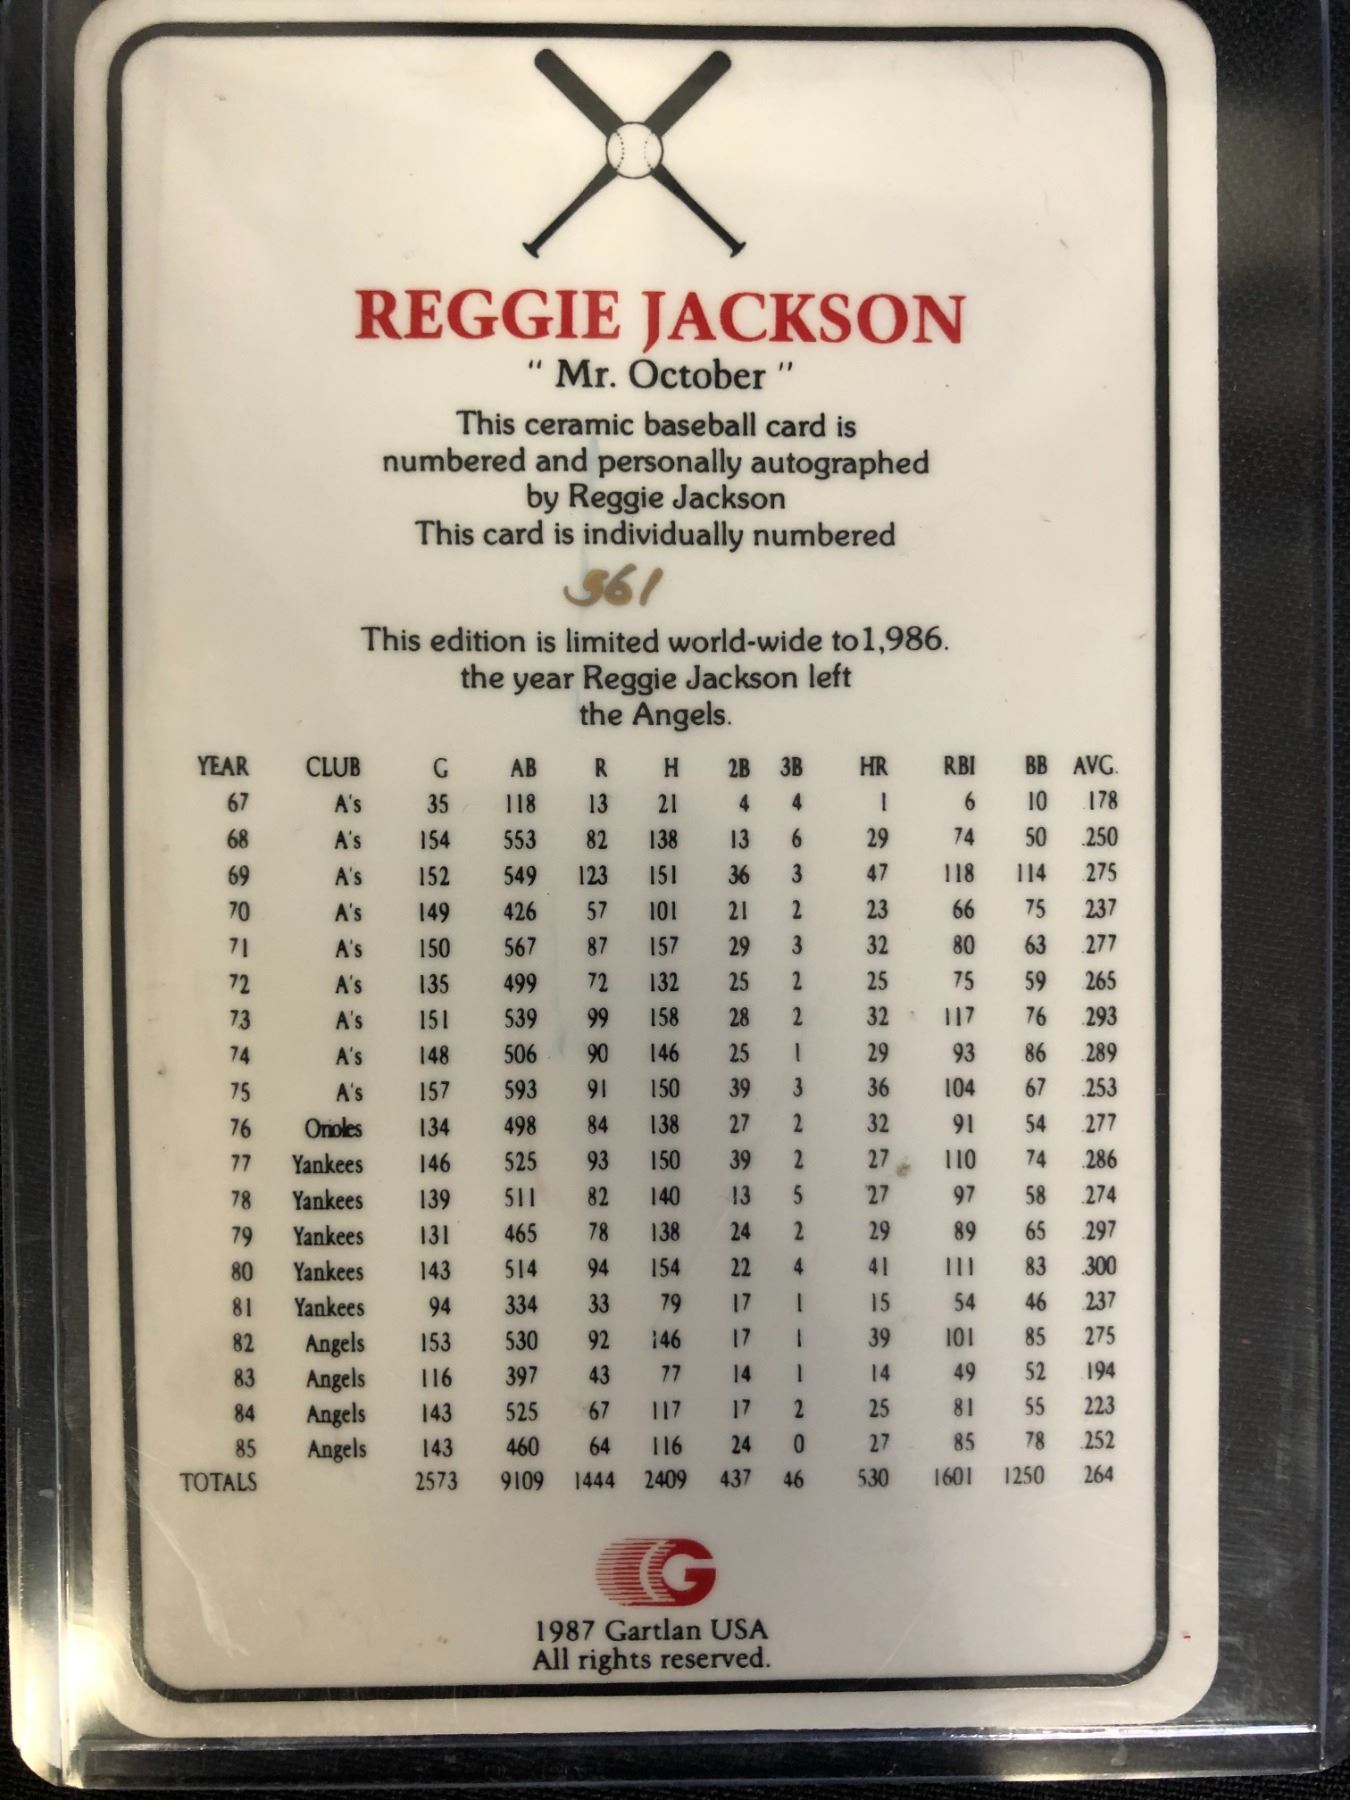 REGGIE JACKSON
" Mr. October "
This ceramic baseball card is
numbered and personally autographed
by Reggie Jackson
This card is individually numbered
961
This edition is limited world-wide to1,986.
the year Reggie Jackson left
the Angels.
YEAR CLUB G AB R H 2B 3B HR RBI BB AVG.
67 A's 35 118 13 21 4 4 1 6 10 .178
68 A's 154 553 82 138 13 6 29 74 50 .250
69 A's 152 549 123 151 36 3 47 118 114 .275
70 A's 149 426 57 101 21 2 23 66 75 .237
71 A's 150 567 87 157 29 3 32 80 63 .277
72 A's 135 499 72 132 25 2 25 75 59 .265
73 A's 151 539 99 158 28 2 32 117 76 .293
74 A's 148 506 90 146 25 1 29 93 86 .289
75 A's 157 593 91 150 39 3 36 104 67 .253
76 Orioles 134 498 84 138 27 2 32 91 54 .277
77 Yankees 146 525 93 150 39 2 27 110 74 .286
78 Yankees 139 511 82 140 13 5 27 97 58 .274
79 Yankees 131 465 78 138 24 2 29 89 65 .297
80 Yankees 143 514 94 154 22 4 41 111 83 .300
81 Yankees 94 334 33 79 17 1 15 54 46 .237
82 Angels 153 530 92 146 17 1 39 101 85 .275
83 Angels 116 397 43 77 14 1 14 49 52 .194
84 Angels 143 525 67 117 17 2 25 81 55 .223
85 Angels 143 460 64 116 24 0 27 85 78 .252
TOTALS 2573 9109 1444 2409 437 46 530 1601 1250 .264
G
1987 Gartlan USA
All rights reserved.